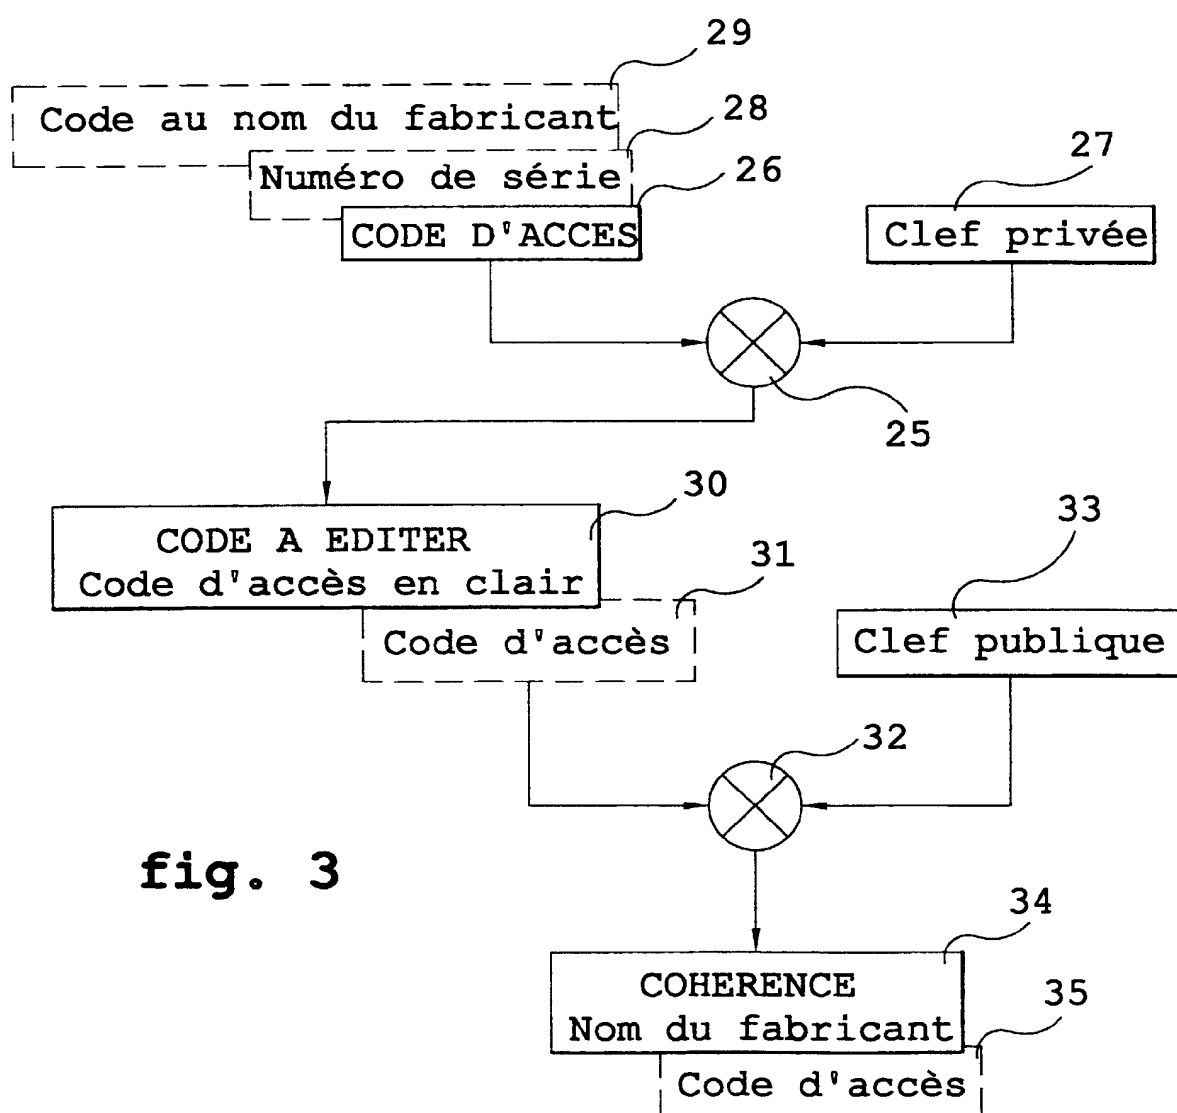 29
Code au nom du fabricant
28
Numéro de série
26
CODE D'ACCES
27
Clef privée
25
30
CODE A EDITER
Code d'accès en clair
31
Code d'accès
33
Clef publique
32
fig. 3
34
COHERENCE
Nom du fabricant
35
Code d'accès